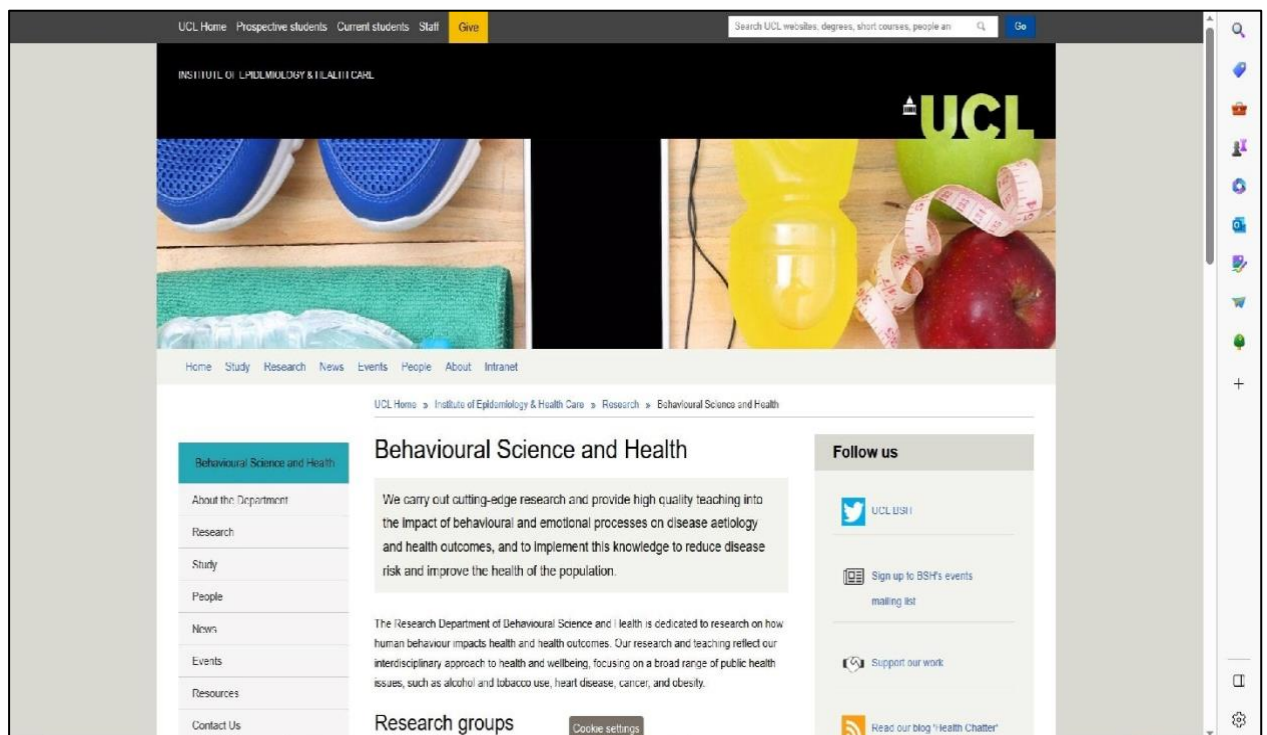 UCL Home Prospective students Current students Staff Give
Search UCL websites, degrees, short courses, people an Go
INSTITUTE OF EPIDEMIOLOGY & HEALTH CARE
UCL
Home Study Research News Events People About Intranet
UCL Home » Institute of Epidemiology & Health Care » Research » Behavioural Science and Health
Behavioural Science and Health
About the Department
Research
Study
People
News
Events
Resources
Contact Us
Behavioural Science and Health
We carry out cutting-edge research and provide high quality teaching into
the impact of behavioural and emotional processes on disease aetiology
and health outcomes, and to implement this knowledge to reduce disease
risk and improve the health of the population.
The Research Department of Behavioural Science and Health is dedicated to research on how
human behaviour impacts health and health outcomes. Our research and teaching reflect our
interdisciplinary approach to health and wellbeing, focusing on a broad range of public health
issues, such as alcohol and tobacco use, heart disease, cancer, and obesity.
Research groups
Cookie settings
Follow us
UCL BSH
Sign up to BSH's events
mailing list
Support our work
Read our blog 'Health Chatter'